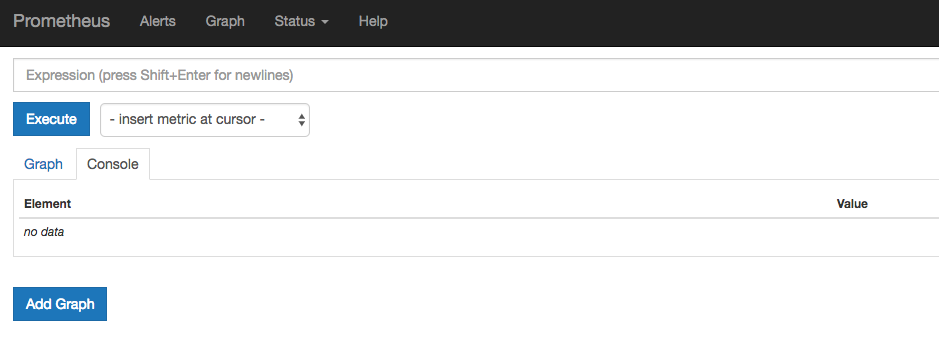 Prometheus Alerts Graph Status Help
Expression (press Shift+Enter for newlines)
Execute - insert metric at cursor -
Graph Console
Element Value
no data
Add Graph